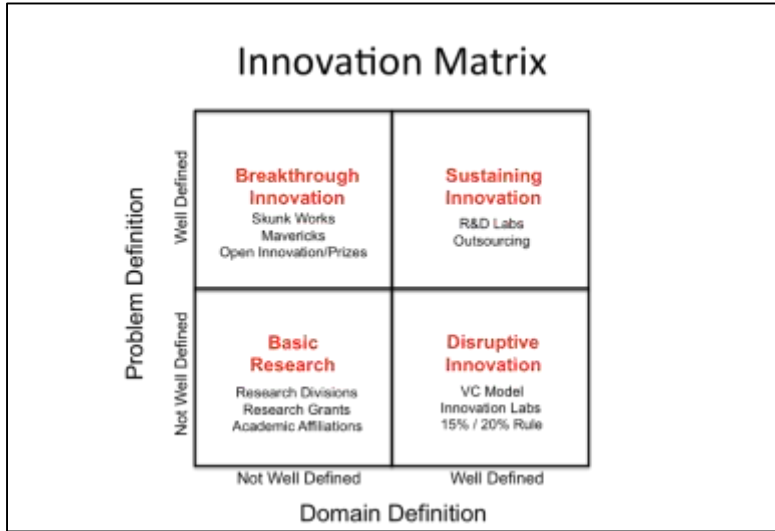 Innovation Matrix
Problem Definition
Well Defined
Not Well Defined
Breakthrough
Innovation
Skunk Works
Mavericks
Open Innovation/Prizes
Sustaining
Innovation
R&D Labs
Outsourcing
Basic
Research
Research Divisions
Research Grants
Academic Affiliations
Disruptive
Innovation
VC Model
Innovation Labs
15% / 20% Rule
Not Well Defined
Well Defined
Domain Definition